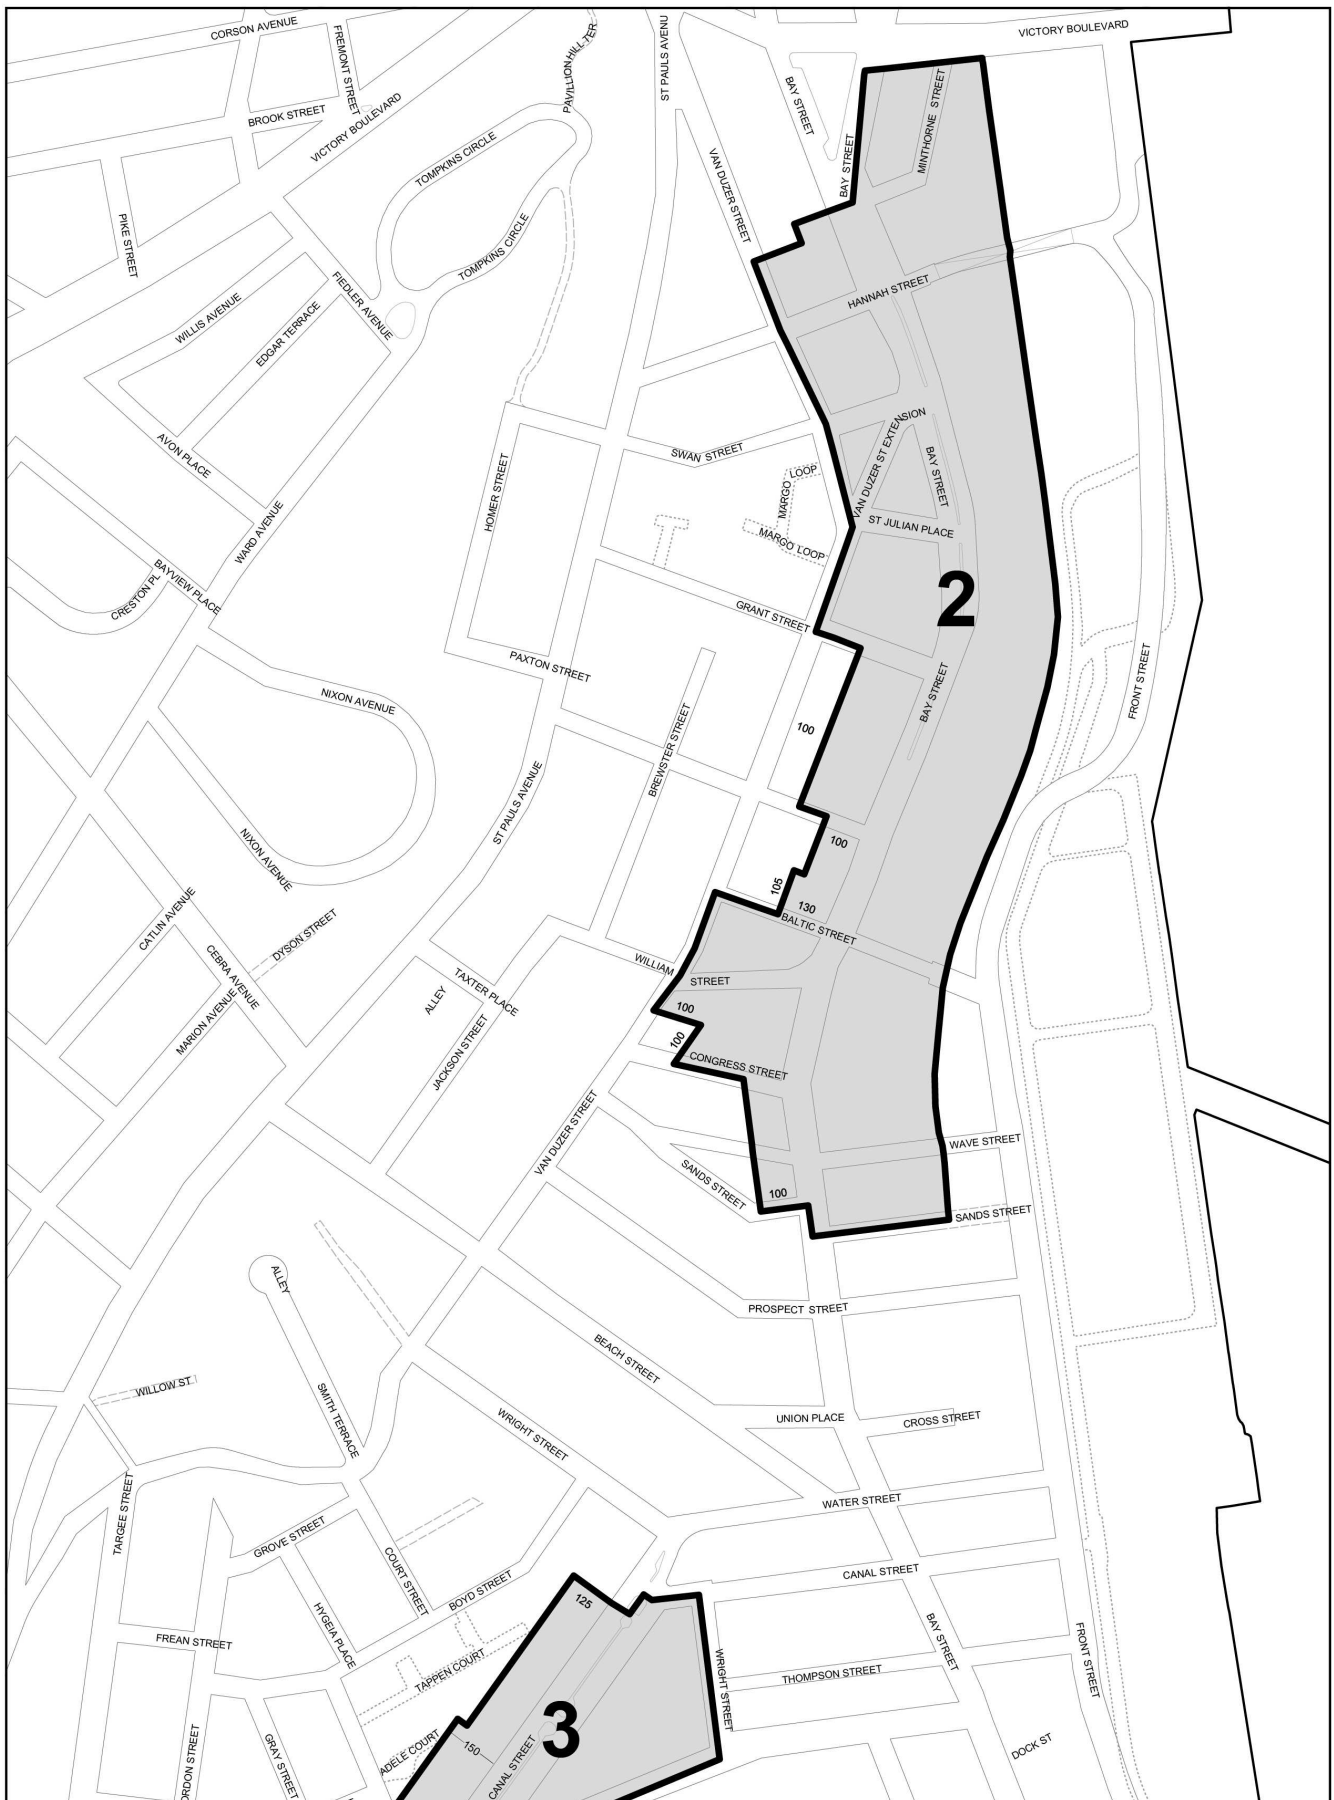 CORSON AVENUE
FREMONT STREET
PAVILLION HILL TER
ST PAULS AVENU
VICTORY BOULEVARD
BROOK STREET
VICTORY BOULEVARD
BAY STREET
MINTHORNE STREET
TOMPKINS CIRCLE
VAN DUZER STREET
BAY STREET
PIKE STREET
TOMPKINS CIRCLE
FIEDLER AVENUE
WILLIS AVENUE
EDGAR TERRACE
HANNAH STREET
AVON PLACE
SWAN STREET
VAN DUZER ST EXTENSION
BAY STREET
HOMER STREET
MARGO LOOP
MARGO LOOP
ST JULIAN PLACE
WARD AVENUE
BAYVIEW PLACE
CRESTON PL
2
GRANT STREET
PAXTON STREET
NIXON AVENUE
BAY STREET
FRONT STREET
100
BREWSTER STREET
ST PAULS AVENUE
NIXON AVENUE
100
105
130
BALTIC STREET
CATLIN AVENUE
DYSON STREET
CEBRA AVENUE
WILLIAM
STREET
TAXTER PLACE
ALLEY
MARION AVENUE
100
100
JACKSON STREET
CONGRESS STREET
VAN DUZER STREET
WAVE STREET
SANDS STREET
100
SANDS STREET
ALLEY
PROSPECT STREET
BEACH STREET
WILLOW ST
SMITH TERRACE
WRIGHT STREET
UNION PLACE
CROSS STREET
TARGEE STREET
WATER STREET
GROVE STREET
COURT STREET
CANAL STREET
BOYD STREET
125
HYGEIA PLACE
FREAN STREET
BAY STREET
FRONT STREET
TAPPEN COURT
WRIGHT STREET
THOMPSON STREET
3
150
ADELE COURT
CANAL STREET
GRAY STREET
ORDON STREET
DOCK ST